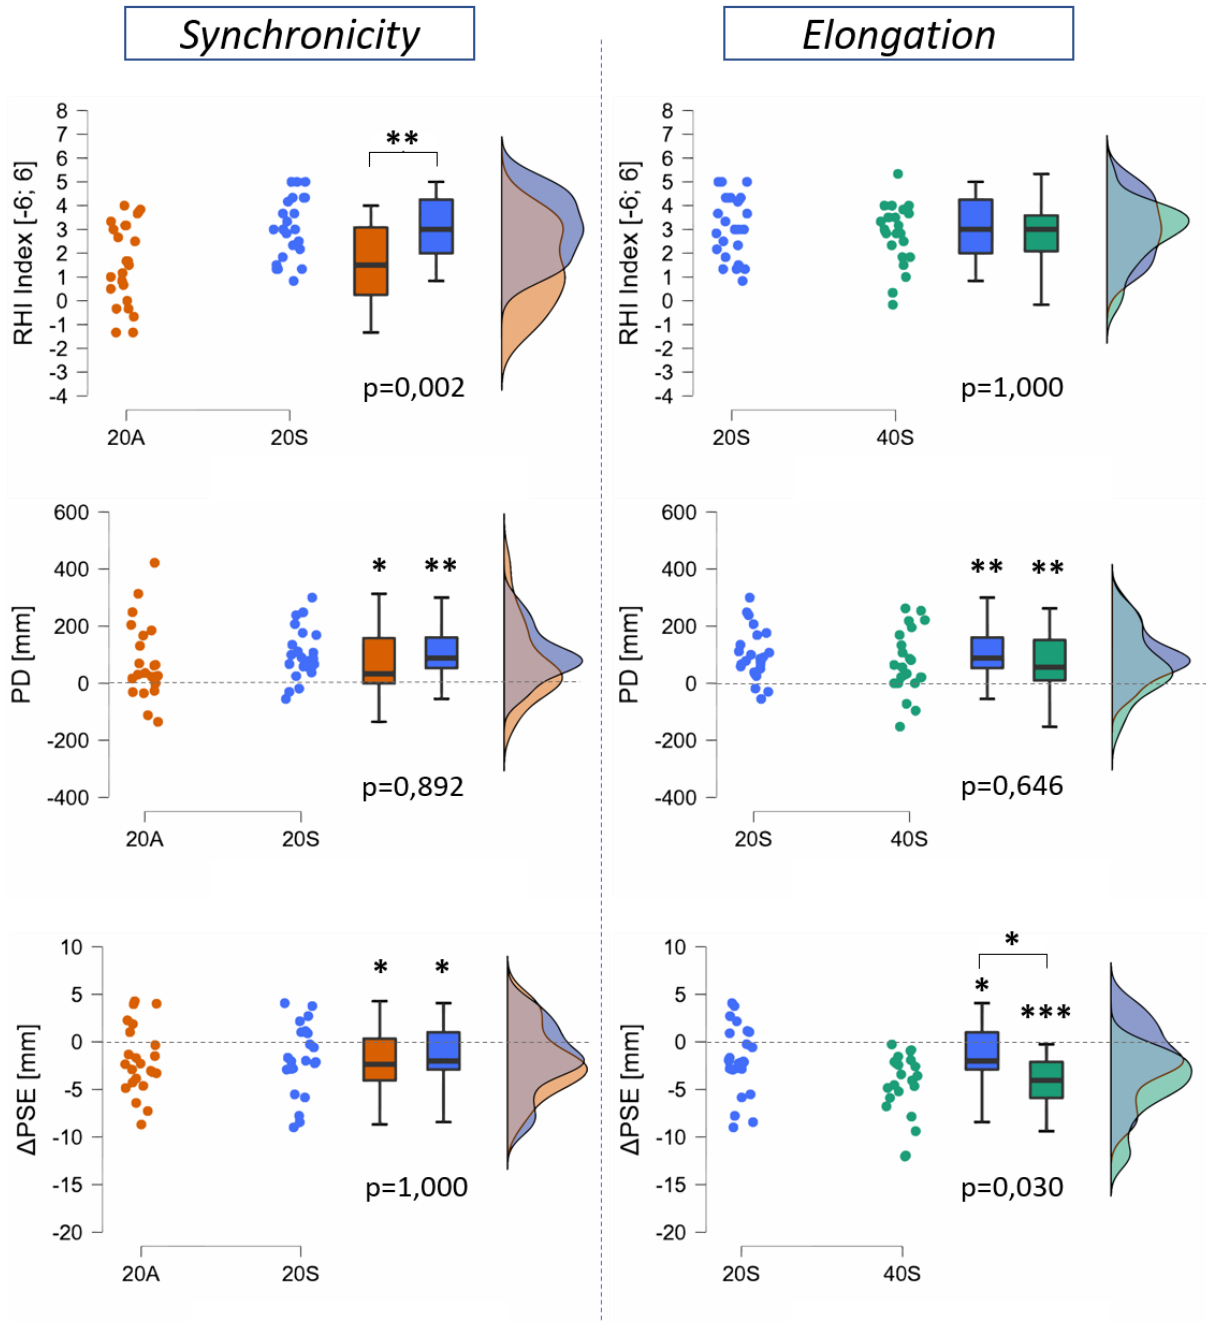 Synchronicity
Elongation
RHI Index [-6; 6]
8
7
6
5
4
3
2
1
0
-1
-2
-3
-4
**
p=0,002
20A
20S
RHI Index [-6; 6]
8
7
6
5
4
3
2
1
0
-1
-2
-3
-4
p=1,000
20S
40S
PD [mm]
600
400
200
0
-200
-400
*
**
p=0,892
20A
20S
PD [mm]
600
400
200
0
-200
-400
**
**
p=0,646
20S
40S
ΔPSE [mm]
10
5
0
-5
-10
-15
-20
*
*
p=1,000
20A
20S
ΔPSE [mm]
10
5
0
-5
-10
-15
-20
*
*
***
p=0,030
20S
40S